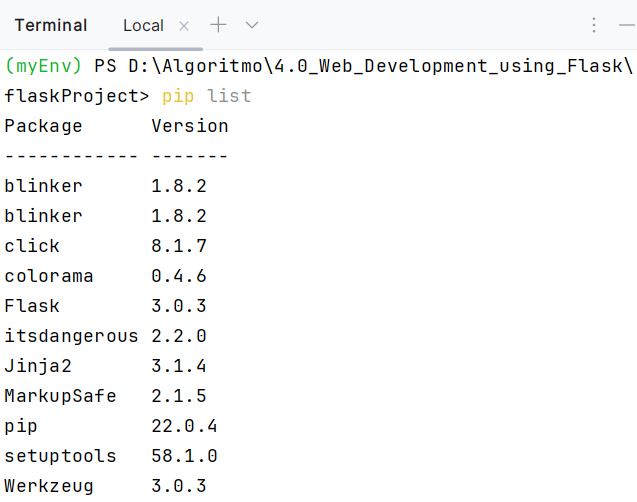 Terminal Local
(myEnv) PS D:\Algoritmo\4.0_Web_Development_using_Flask\
flaskProject> pip list
Package      Version
------------ -------
blinker      1.8.2
blinker      1.8.2
click        8.1.7
colorama     0.4.6
Flask        3.0.3
itsdangerous 2.2.0
Jinja2       3.1.4
MarkupSafe   2.1.5
pip          22.0.4
setuptools   58.1.0
Werkzeug     3.0.3